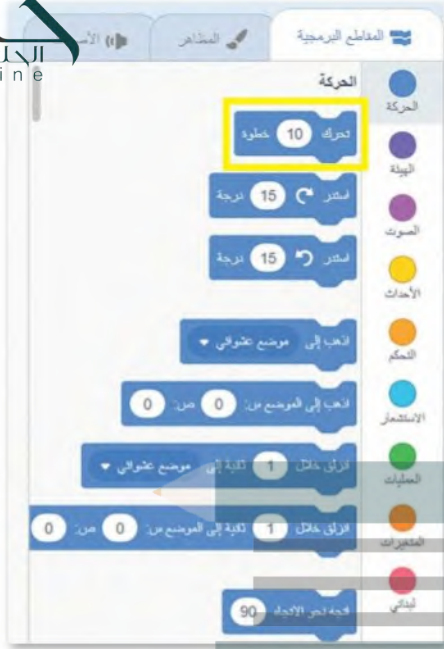 المقاطع البرمجية
المظاهر
الحركة
الحركة
الهيئة
الصوت
الأحداث
التحكم
الاستشعار
العمليات
المتغيرات
لبناتي
تحرك 10 خطوة
استدر 15 درجة
استدر 15 درجة
اذهب إلى موضع عشوائي
اذهب إلى الموضع س: 0 ص: 0
انزلق خلال 1 ثانية إلى موضع عشوائي
انزلق خلال 1 ثانية إلى الموضع س: 0 ص: 0
اتجه نحو الاتجاه 90